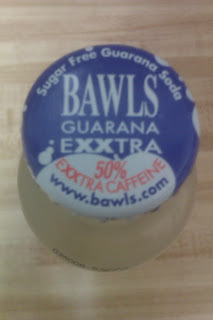 Sugar Free Guarana Soda
BAWLS
GUARANA
EXXTRA
50%
EXXTRA CAFFEINE
www.bawls.com